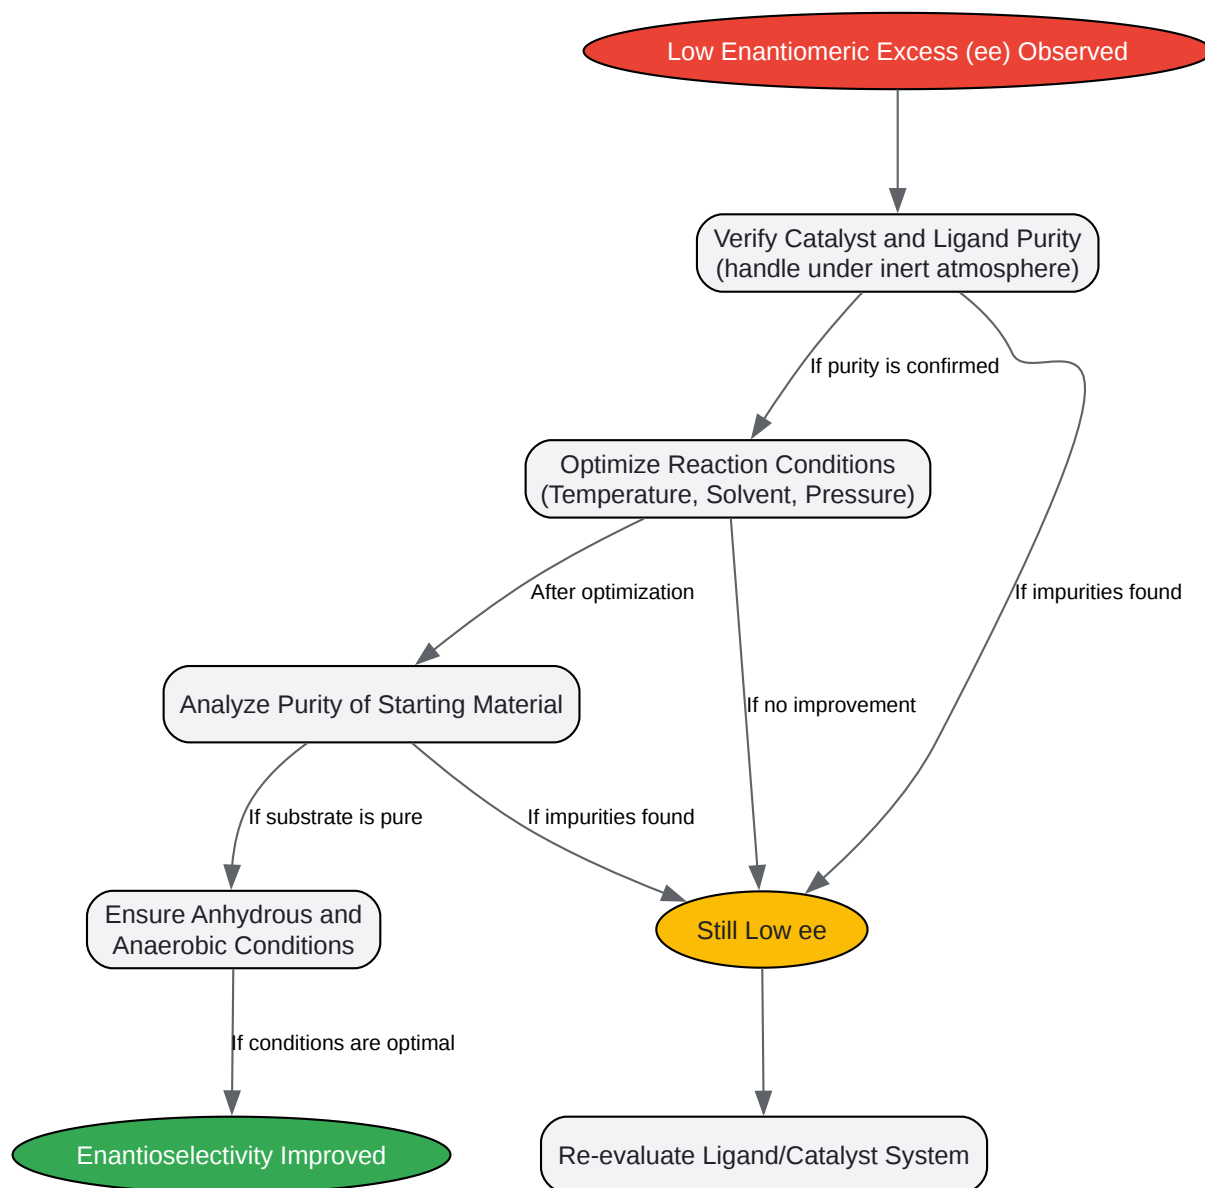 Low Enantiomeric Excess (ee) Observed
Verify Catalyst and Ligand Purity
(handle under inert atmosphere)
If purity is confirmed
Optimize Reaction Conditions
(Temperature, Solvent, Pressure)
After optimization
If impurities found
Analyze Purity of Starting Material
If no improvement
If substrate is pure
If impurities found
Ensure Anhydrous and
Anaerobic Conditions
Still Low ee
If conditions are optimal
Enantioselectivity Improved
Re-evaluate Ligand/Catalyst System